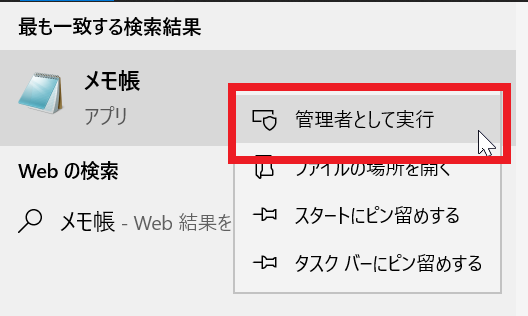 最も一致する検索結果
メモ帳
アプリ
管理者として実行
ファイルの場所を開く
スタートにピン留めする
タスク バーにピン留めする
Web の検索
メモ帳 - Web 結果を